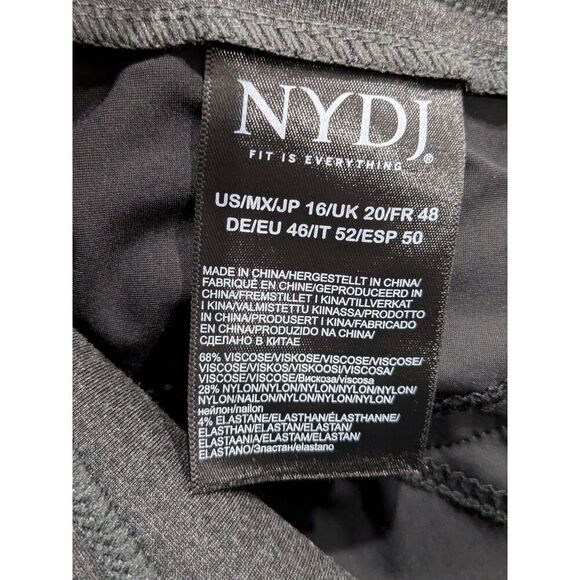 NYDJ
FIT IS EVERYTHING®
US/MX/JP 16/UK 20/FR 48
DE/EU 46/IT 52/ESP 50
MADE IN CHINA/HERGESTELLT IN CHINA/
FABRIQUÉ EN CHINE/GEPRODUCEERD IN
CHINA/FREMSTILLET I KINA/TILLVERKAT
I KINA/VALMISTETTU KIINASSA/PRODOTTO
IN CHINA/PRODUSERT I KINA/FABRICADO
EN CHINA/PRODUZIDO NA CHINA/
СДЕЛАНО В КИТАЕ
68% VISCOSE/VISKOSE/VISCOSE/VISCOSE/
VISCOSE/VISKOS/VISKOOSI/VISCOSA/
VISCOSE/VISCOSE/Вискоза/viscosa
28% NYLON/NYLON/NYLON/NYLON/NYLON/
NYLON/NAILON/NYLON/NYLON/NYLON/
нейлон/nailon
4% ELASTANE/ELASTHAN/ÉLASTHANNE/
ELASTHAN/ELASTAN/ELASTAN/
ELASTAANIA/ELASTAM/ELASTAN/
ELASTANO/Эластан/elastano